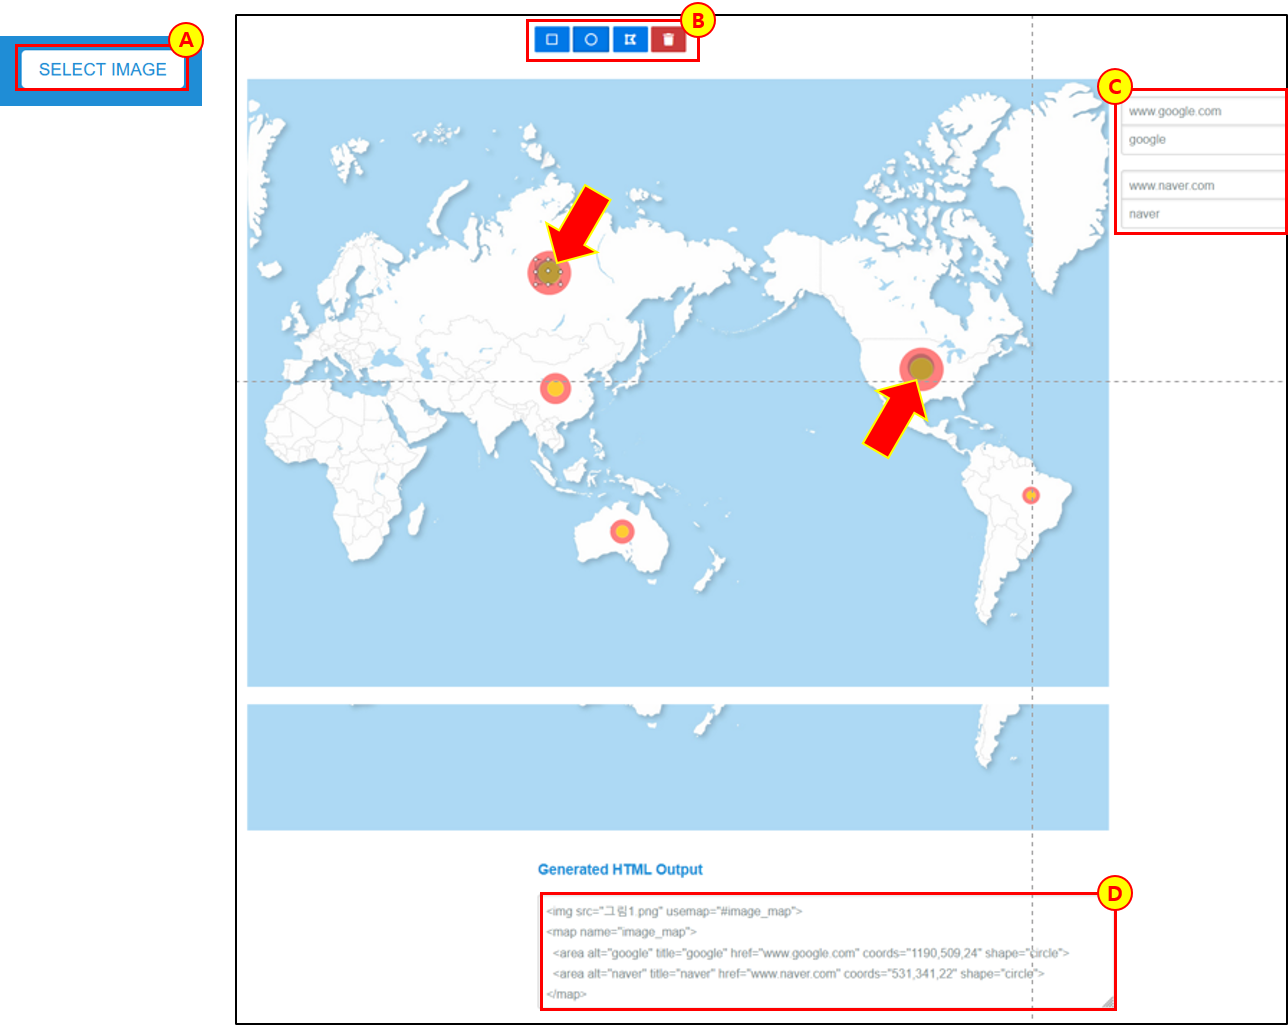 A
SELECT IMAGE
B
C
www.google.com
google
www.naver.com
naver
Generated HTML Output
D
<img src="그림1.png" usemap="#image_map">
<map name="image_map">
<area alt="google" title="google" href="www.google.com" coords="1190,509,24" shape="circle">
<area alt="naver" title="naver" href="www.naver.com" coords="531,341,22" shape="circle">
</map>